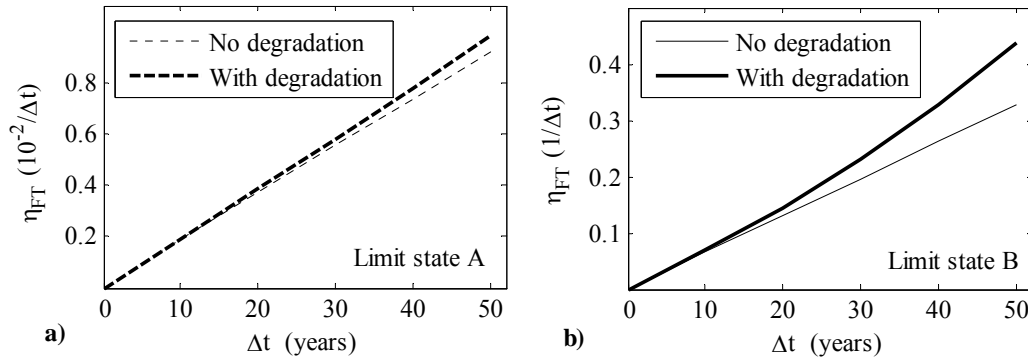 No degradation
With degradation
0.8
0.6
0.4
0.2
η_FT (10⁻²/Δt)
Limit state A
0 10 20 30 40 50
a)
Δt (years)
No degradation
With degradation
0.4
0.3
0.2
0.1
η_FT (1/Δt)
Limit state B
0 10 20 30 40 50
b)
Δt (years)